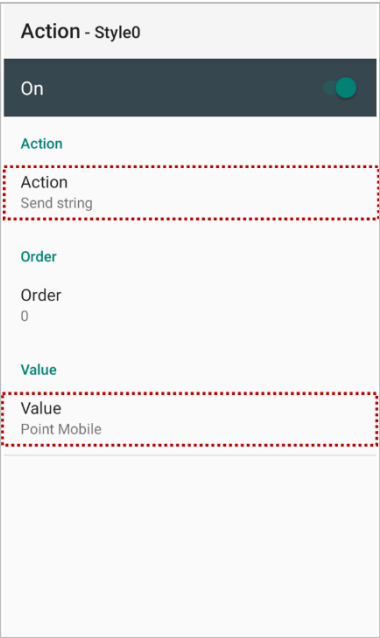 Action - Style0
On
Action
Action
Send string
Order
Order
0
Value
Value
Point Mobile